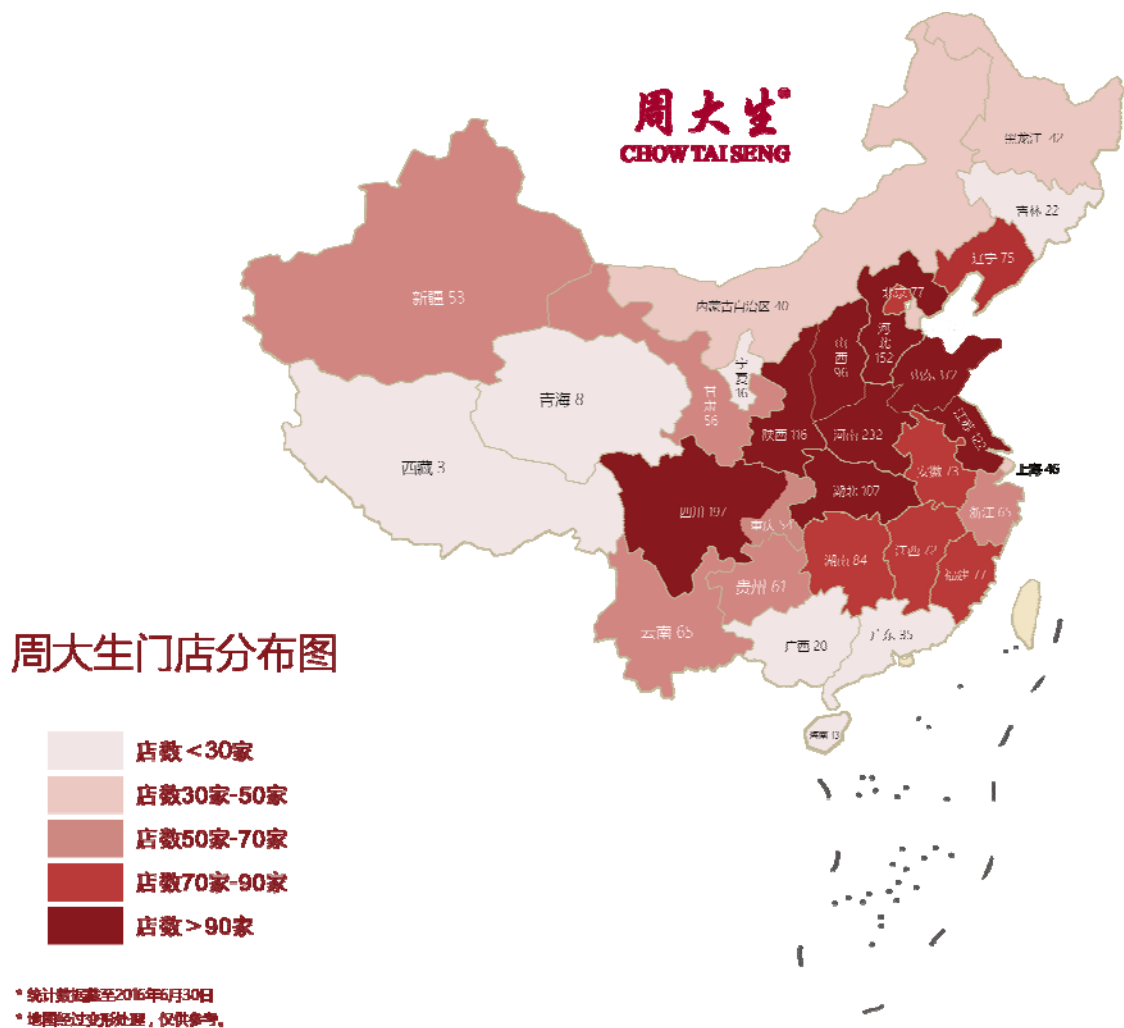 周大生®
CHOW TAI SENG
黑龙江 42
吉林 22
辽宁 75
新疆 53
内蒙古自治区 40
北京 77
河北 152
山西 96
宁夏 16
甘肃 56
青海 8
陕西 116
河南 232
山东
江苏
西藏 3
安徽 73
上海 46
四川 197
湖北 107
重庆 54
浙江 65
湖南 84
江西 72
福建 77
贵州 61
云南 65
广西 20
广东
海南 13
周大生门店分布图
店数<30家
店数30家-50家
店数50家-70家
店数70家-90家
店数>90家
* 统计数据截至2016年6月30日
* 地图经过变形处理，仅供参考。